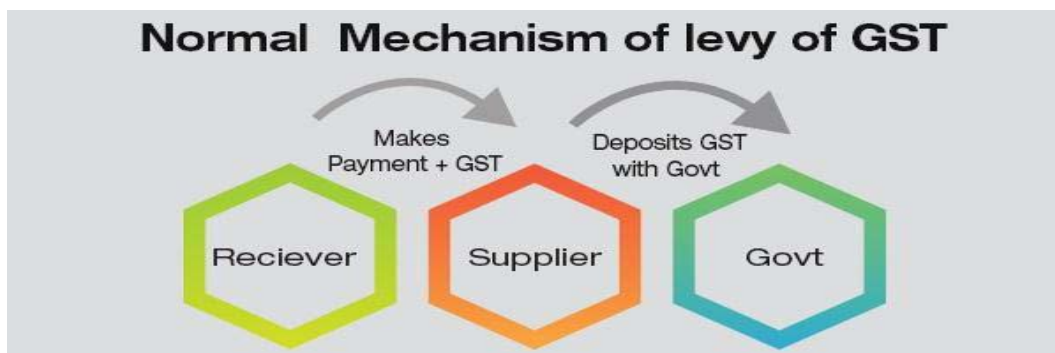 Normal Mechanism of levy of GST
Makes
Payment + GST
Deposits GST
with Govt
Reciever
Supplier
Govt